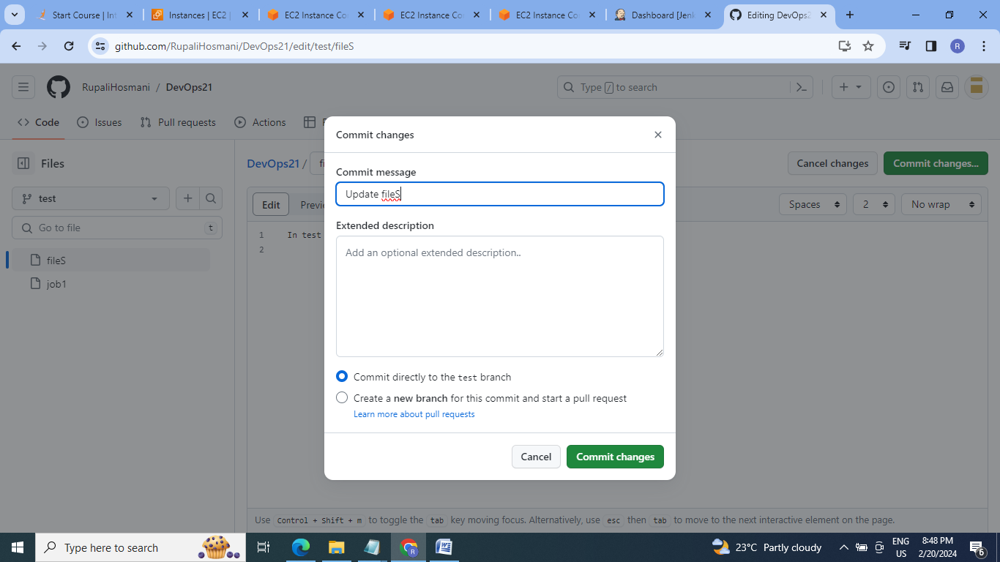 Start Course | Int
Instances | EC2 |
EC2 Instance Co
EC2 Instance Co
EC2 Instance Co
Dashboard [Jenk
Editing DevOps2
github.com/RupaliHosmani/DevOps21/edit/test/fileS
R
RupaliHosmani / DevOps21
Type / to search
Code
Issues
Pull requests
Actions
Files
DevOps21 /
Cancel changes
Commit changes...
test
Edit
Spaces
2
No wrap
Go to file
t
1 In test
2
fileS
job1
Commit changes
Commit message
Update fileS
Extended description
Add an optional extended description..
Commit directly to the test branch
Create a new branch for this commit and start a pull request
Learn more about pull requests
Cancel
Commit changes
Use Control + Shift + m to toggle the tab key moving focus. Alternatively, use esc then tab to move to the next interactive element on the page.
Type here to search
23°C Partly cloudy
ENG
US
8:48 PM
2/20/2024
6